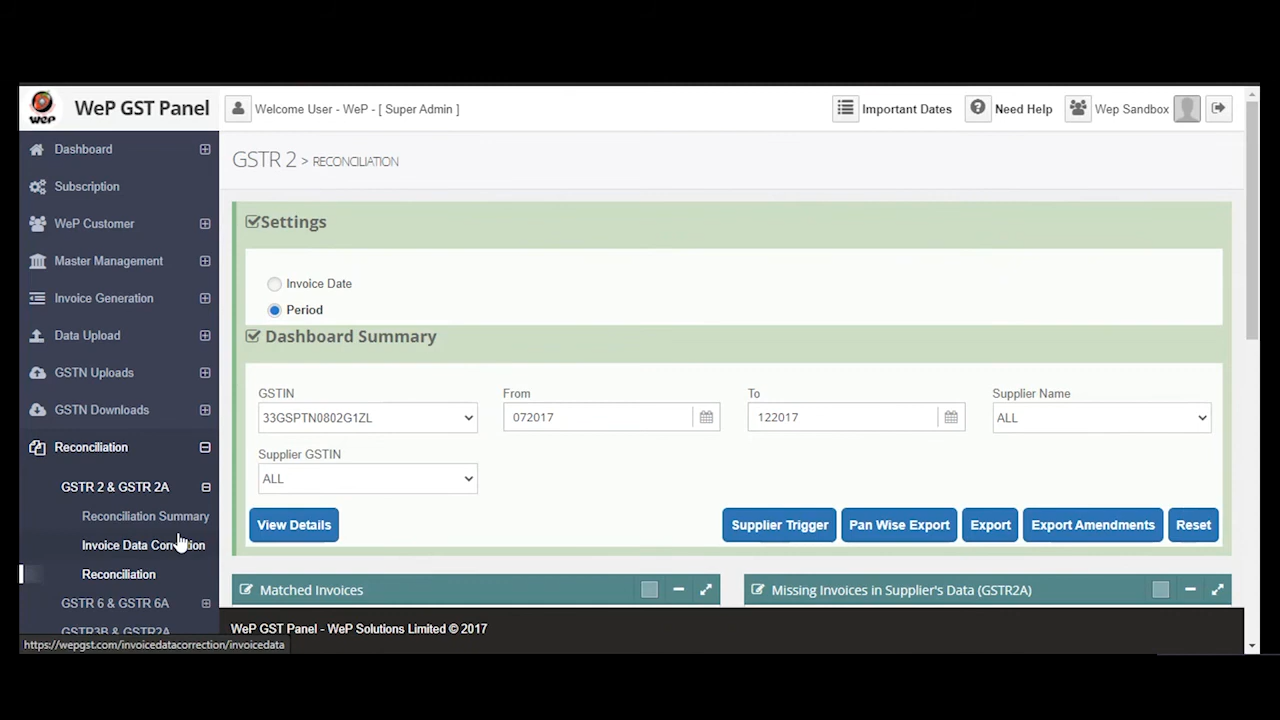 WeP GST Panel
Welcome User - WeP - [ Super Admin ]
Important Dates
Need Help
Wep Sandbox
WeP
Dashboard
Subscription
WeP Customer
Master Management
Invoice Generation
Data Upload
GSTN Uploads
GSTN Downloads
Reconciliation
GSTR 2 & GSTR 2A
Reconciliation Summary
Invoice Data
Reconciliation
GSTR 6 & GSTR 6A
GSTR3B & GSTR2A
https://wepgst.com/invoicedatacorrection/invoicedata
GSTR 2 > RECONCILIATION
Settings
Invoice Date
Period
Dashboard Summary
GSTIN
From
To
Supplier Name
33GSPTN0802G1ZL
072017
122017
ALL
Supplier GSTIN
ALL
View Details
Supplier Trigger
Pan Wise Export
Export
Export Amendments
Reset
Matched Invoices
Missing Invoices in Supplier's Data (GSTR2A)
WeP GST Panel - WeP Solutions Limited © 2017